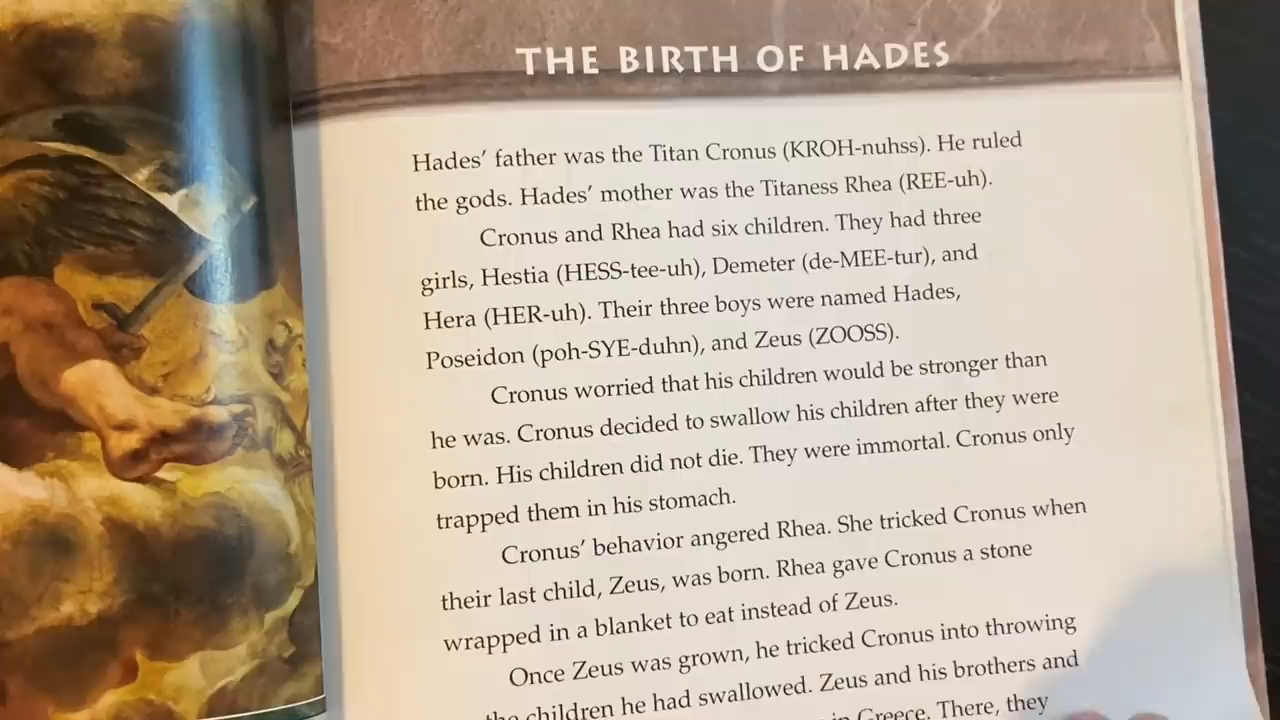 THE BIRTH OF HADES
Hades' father was the Titan Cronus (KROH-nuhss). He ruled
the gods. Hades' mother was the Titaness Rhea (REE-uh).
Cronus and Rhea had six children. They had three
girls, Hestia (HESS-tee-uh), Demeter (de-MEE-tur), and
Hera (HER-uh). Their three boys were named Hades,
Poseidon (poh-SYE-duhn), and Zeus (ZOOSS).
Cronus worried that his children would be stronger than
he was. Cronus decided to swallow his children after they were
born. His children did not die. They were immortal. Cronus only
trapped them in his stomach.
Cronus' behavior angered Rhea. She tricked Cronus when
their last child, Zeus, was born. Rhea gave Cronus a stone
wrapped in a blanket to eat instead of Zeus.
Once Zeus was grown, he tricked Cronus into throwing
the children he had swallowed. Zeus and his brothers and
in Greece. There, they